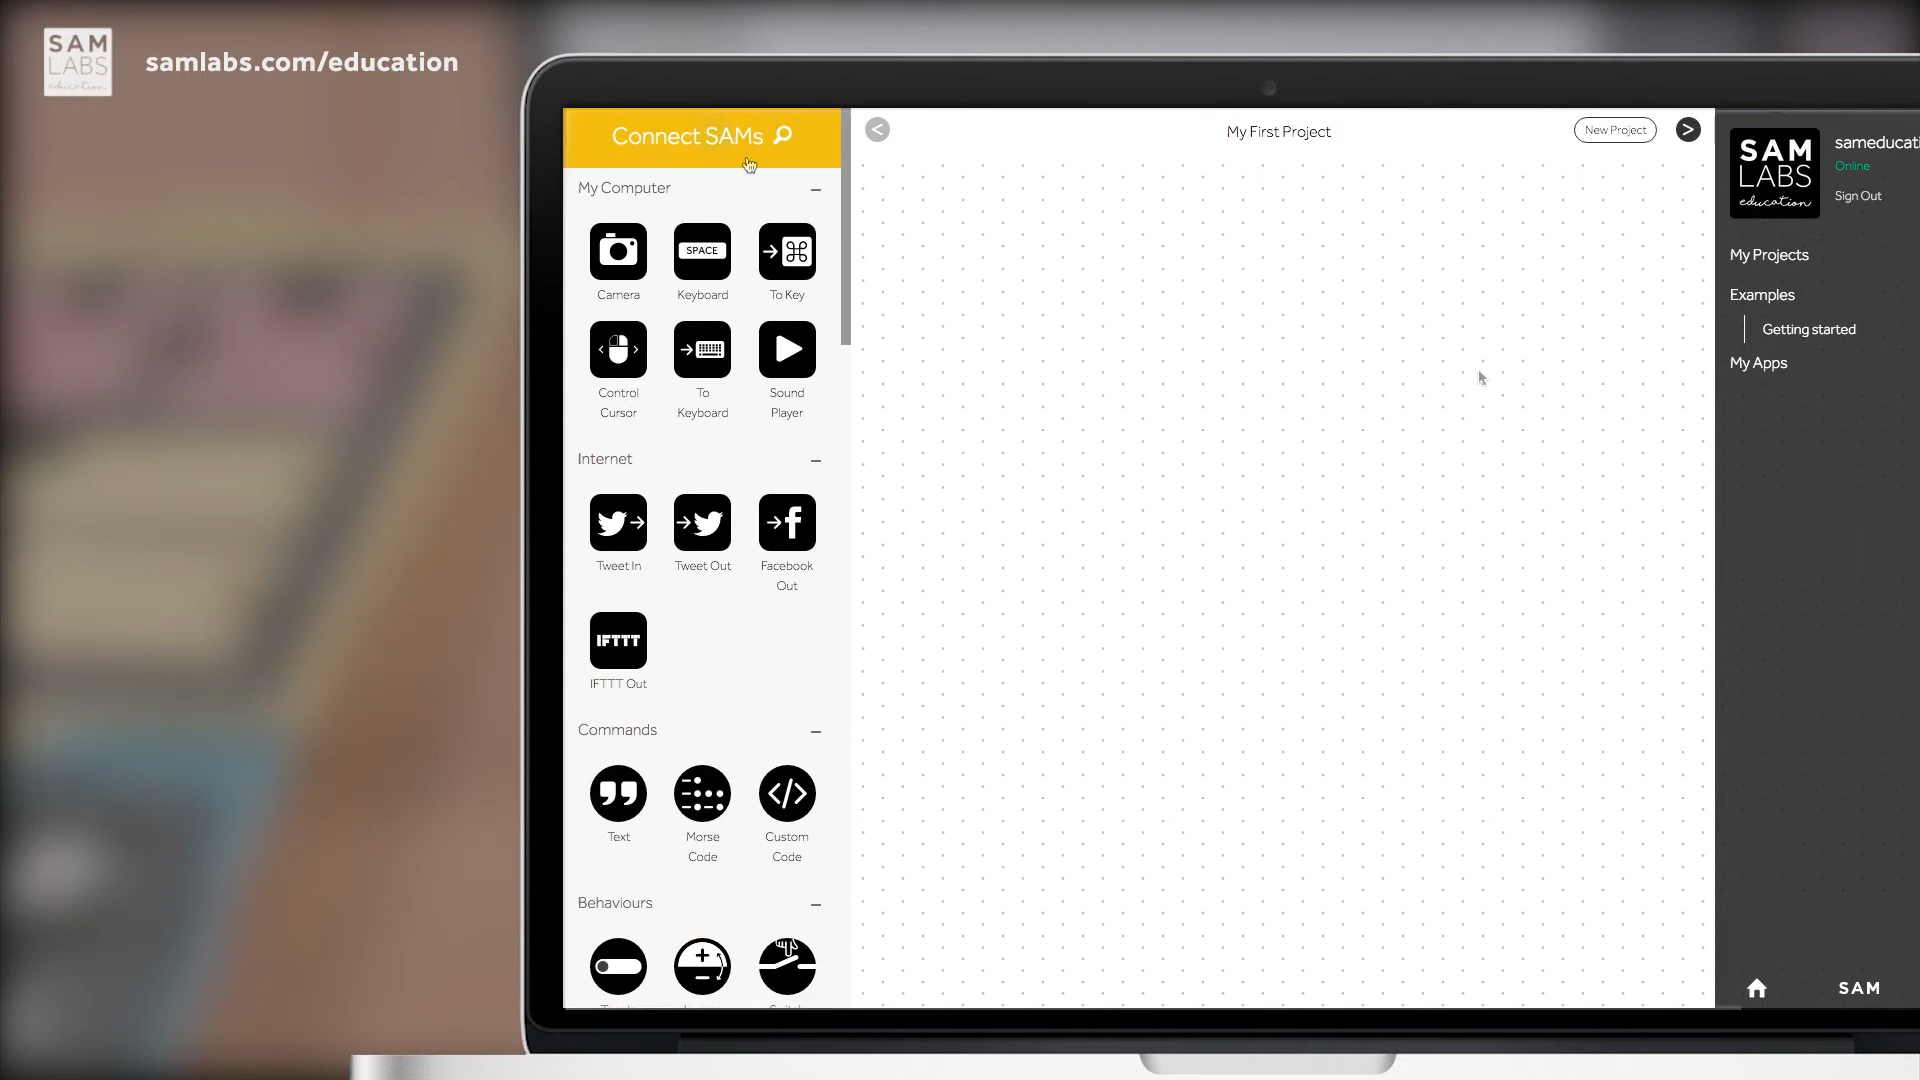 SAM
LABS
education
samlabs.com/education
Connect SAMs
My Computer
SPACE
Camera
Keyboard
To Key
Control
Cursor
To
Keyboard
Sound
Player
Internet
Tweet In
Tweet Out
Facebook
Out
IFTTT
IFTTT Out
Commands
Text
Morse
Code
Custom
Code
Behaviours
My First Project
New Project
SAM
LABS
education
sameducati
Online
Sign Out
My Projects
Examples
Getting started
My Apps
SAM